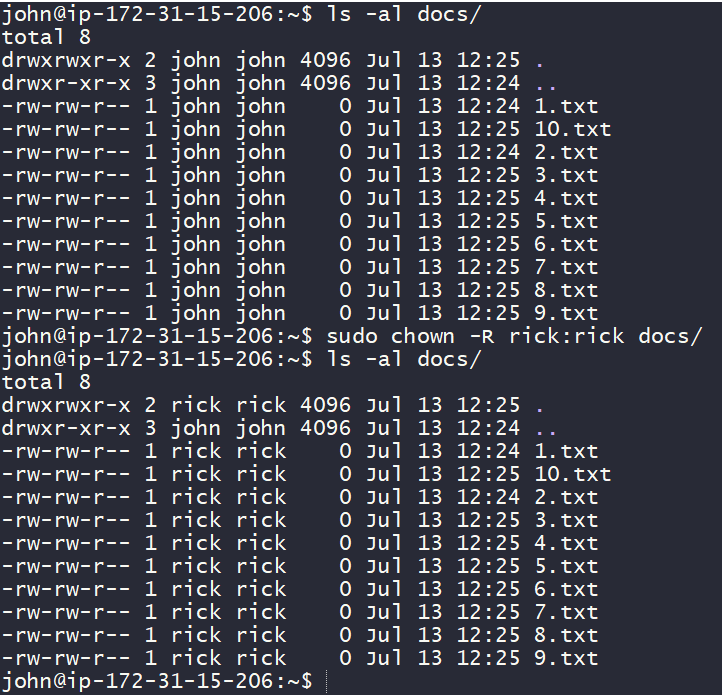 john@ip-172-31-15-206:~$ ls -al docs/
total 8
drwxrwxr-x 2 john john 4096 Jul 13 12:25 .
drwxr-xr-x 3 john john 4096 Jul 13 12:24 ..
-rw-rw-r-- 1 john john    0 Jul 13 12:24 1.txt
-rw-rw-r-- 1 john john    0 Jul 13 12:25 10.txt
-rw-rw-r-- 1 john john    0 Jul 13 12:24 2.txt
-rw-rw-r-- 1 john john    0 Jul 13 12:25 3.txt
-rw-rw-r-- 1 john john    0 Jul 13 12:25 4.txt
-rw-rw-r-- 1 john john    0 Jul 13 12:25 5.txt
-rw-rw-r-- 1 john john    0 Jul 13 12:25 6.txt
-rw-rw-r-- 1 john john    0 Jul 13 12:25 7.txt
-rw-rw-r-- 1 john john    0 Jul 13 12:25 8.txt
-rw-rw-r-- 1 john john    0 Jul 13 12:25 9.txt
john@ip-172-31-15-206:~$ sudo chown -R rick:rick docs/
john@ip-172-31-15-206:~$ ls -al docs/
total 8
drwxrwxr-x 2 rick rick 4096 Jul 13 12:25 .
drwxr-xr-x 3 john john 4096 Jul 13 12:24 ..
-rw-rw-r-- 1 rick rick    0 Jul 13 12:24 1.txt
-rw-rw-r-- 1 rick rick    0 Jul 13 12:25 10.txt
-rw-rw-r-- 1 rick rick    0 Jul 13 12:24 2.txt
-rw-rw-r-- 1 rick rick    0 Jul 13 12:25 3.txt
-rw-rw-r-- 1 rick rick    0 Jul 13 12:25 4.txt
-rw-rw-r-- 1 rick rick    0 Jul 13 12:25 5.txt
-rw-rw-r-- 1 rick rick    0 Jul 13 12:25 6.txt
-rw-rw-r-- 1 rick rick    0 Jul 13 12:25 7.txt
-rw-rw-r-- 1 rick rick    0 Jul 13 12:25 8.txt
-rw-rw-r-- 1 rick rick    0 Jul 13 12:25 9.txt
john@ip-172-31-15-206:~$